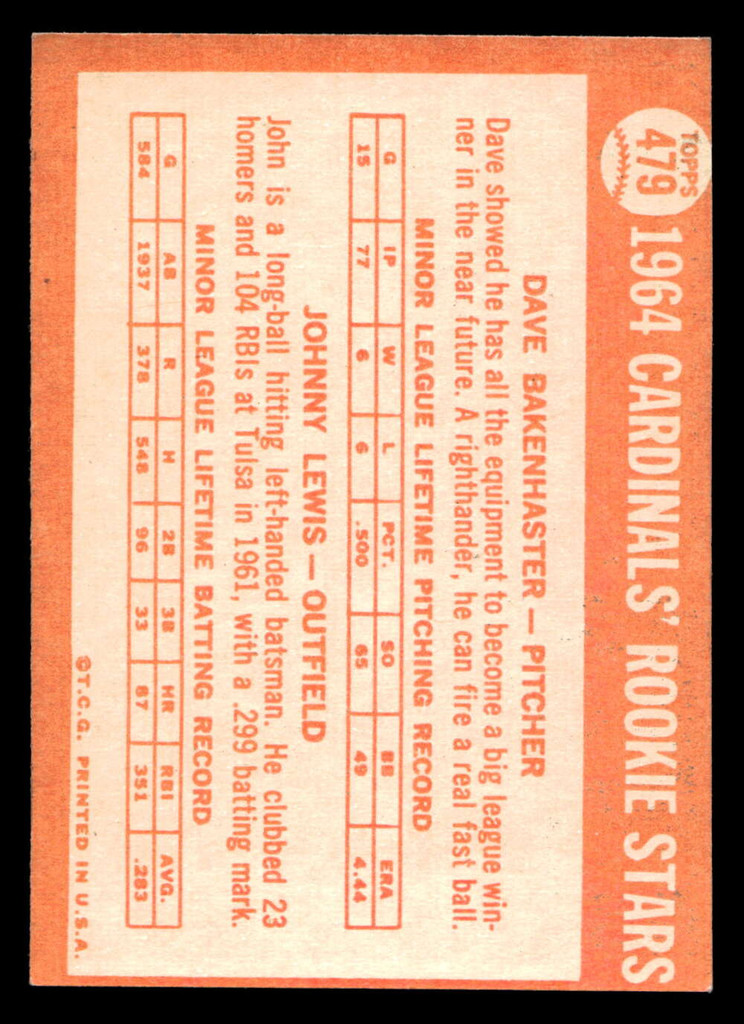 TOPPS
479
1964 CARDINALS' ROOKIE STARS
DAVE BAKENHASTER — PITCHER
Dave showed he has all the equipment to become a big league win-
ner in the near future. A righthander, he can fire a real fast ball.
MINOR LEAGUE LIFETIME PITCHING RECORD
G IP W L PCT. SO BB ERA
15 77 6 6 .500 65 49 4.44
JOHNNY LEWIS — OUTFIELD
John is a long-ball hitting left-handed batsman. He clubbed 23
homers and 104 RBIs at Tulsa in 1961, with a .299 batting mark.
MINOR LEAGUE LIFETIME BATTING RECORD
G AB R H 2B 3B HR RBI AVG.
584 1937 378 548 96 33 87 351 .283
©T.C.G. PRINTED IN U.S.A.